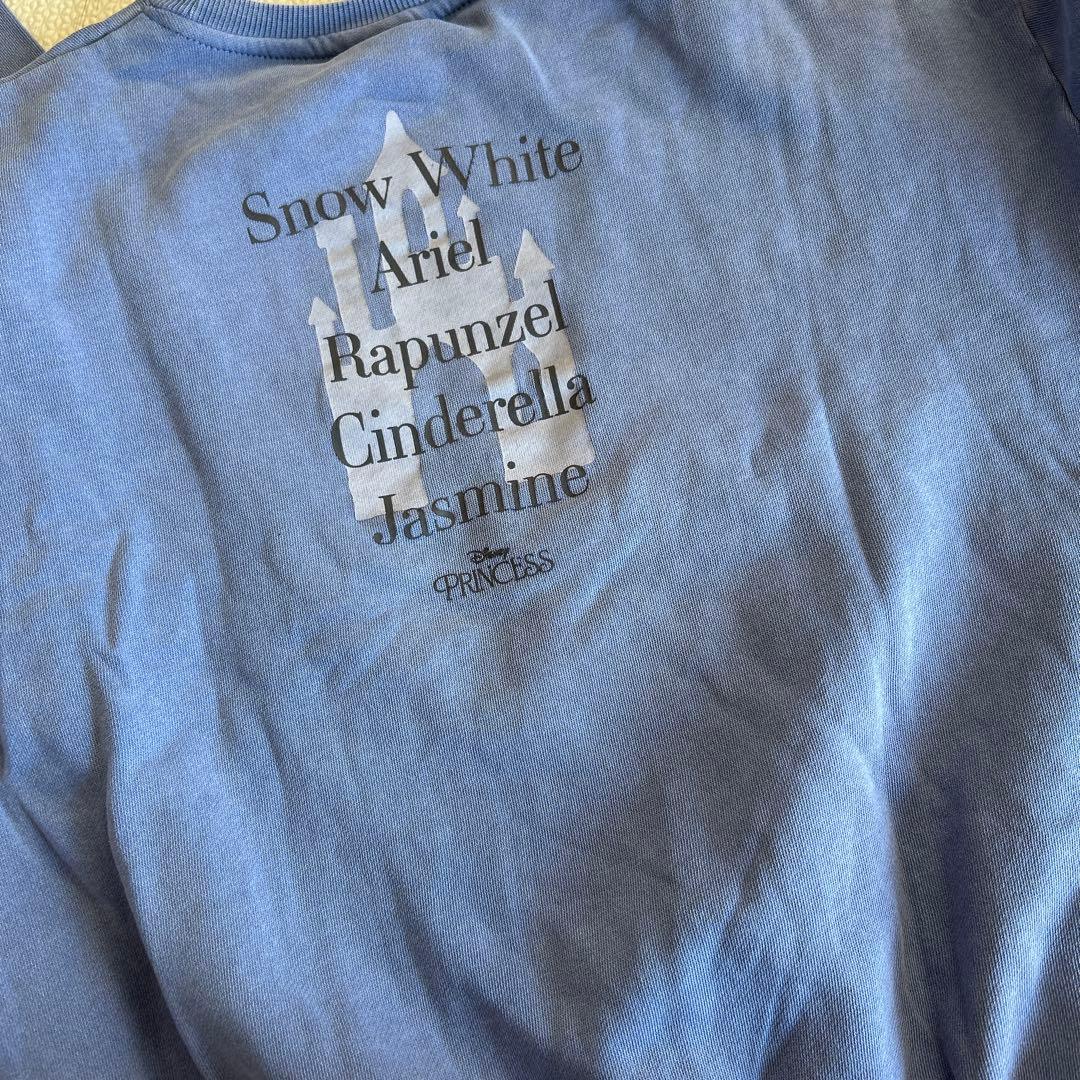 Snow White
Ariel
Rapunzel
Cinderella
Jasmine
Disney
PRINCESS